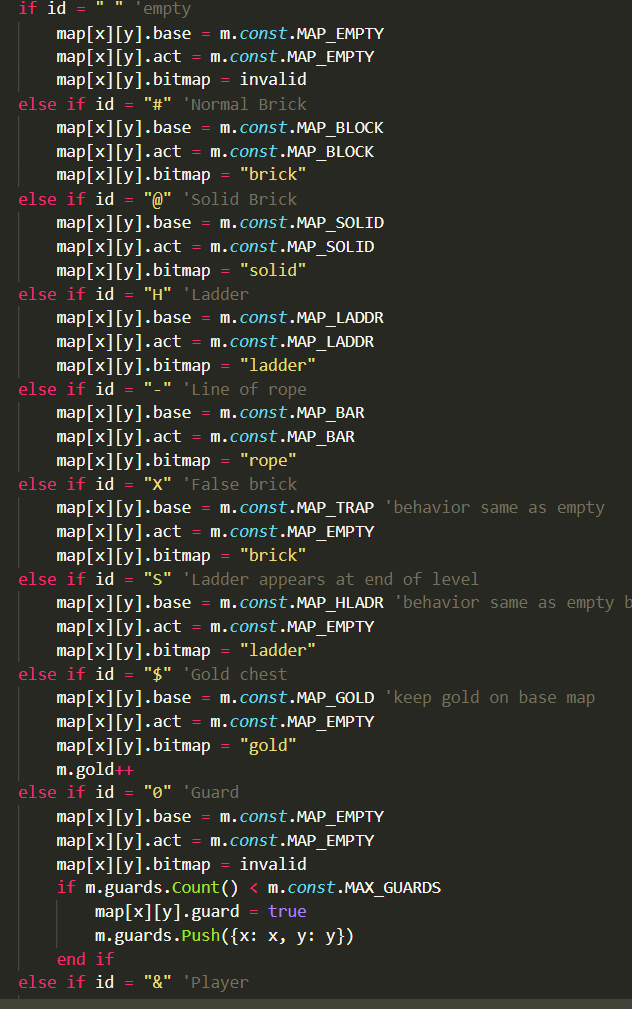 if id = " " 'empty
map[x][y].base = m.const.MAP_EMPTY
map[x][y].act = m.const.MAP_EMPTY
map[x][y].bitmap = invalid
else if id = "#" 'Normal Brick
map[x][y].base = m.const.MAP_BLOCK
map[x][y].act = m.const.MAP_BLOCK
map[x][y].bitmap = "brick"
else if id = "@" 'Solid Brick
map[x][y].base = m.const.MAP_SOLID
map[x][y].act = m.const.MAP_SOLID
map[x][y].bitmap = "solid"
else if id = "H" 'Ladder
map[x][y].base = m.const.MAP_LADDR
map[x][y].act = m.const.MAP_LADDR
map[x][y].bitmap = "ladder"
else if id = "-" 'Line of rope
map[x][y].base = m.const.MAP_BAR
map[x][y].act = m.const.MAP_BAR
map[x][y].bitmap = "rope"
else if id = "X" 'False brick
map[x][y].base = m.const.MAP_TRAP 'behavior same as empty
map[x][y].act = m.const.MAP_EMPTY
map[x][y].bitmap = "brick"
else if id = "S" 'Ladder appears at end of level
map[x][y].base = m.const.MAP_HLADR 'behavior same as empty b
map[x][y].act = m.const.MAP_EMPTY
map[x][y].bitmap = "ladder"
else if id = "$" 'Gold chest
map[x][y].base = m.const.MAP_GOLD 'keep gold on base map
map[x][y].act = m.const.MAP_EMPTY
map[x][y].bitmap = "gold"
m.gold++
else if id = "0" 'Guard
map[x][y].base = m.const.MAP_EMPTY
map[x][y].act = m.const.MAP_EMPTY
map[x][y].bitmap = invalid
if m.guards.Count() < m.const.MAX_GUARDS
map[x][y].guard = true
m.guards.Push({x: x, y: y})
end if
else if id = "&" 'Player